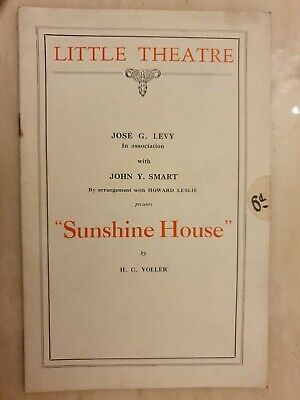 LITTLE THEATRE
JOSE G. LEVY
In association
with
JOHN Y. SMART
By arrangement with HOWARD LESLIE
presents
"Sunshine House"
by
H. C. VOLLER
6d